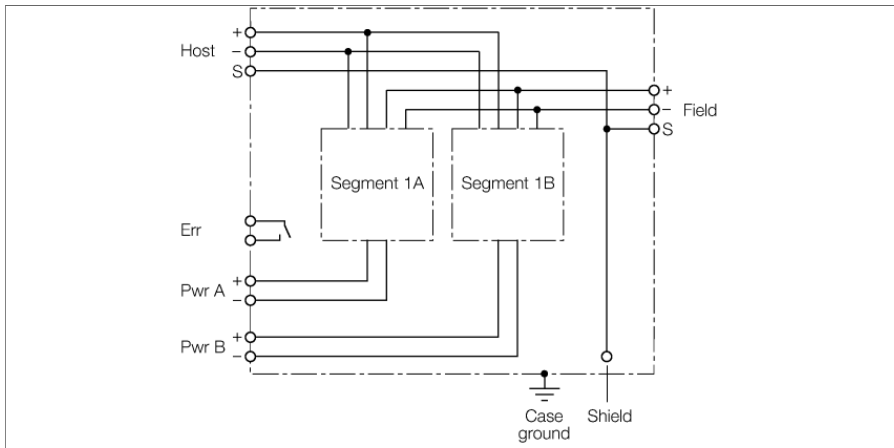 +
Host –
S
+
– Field
S
Segment 1A Segment 1B
Err
+
Pwr A –
+
Pwr B –
Case Shield
ground